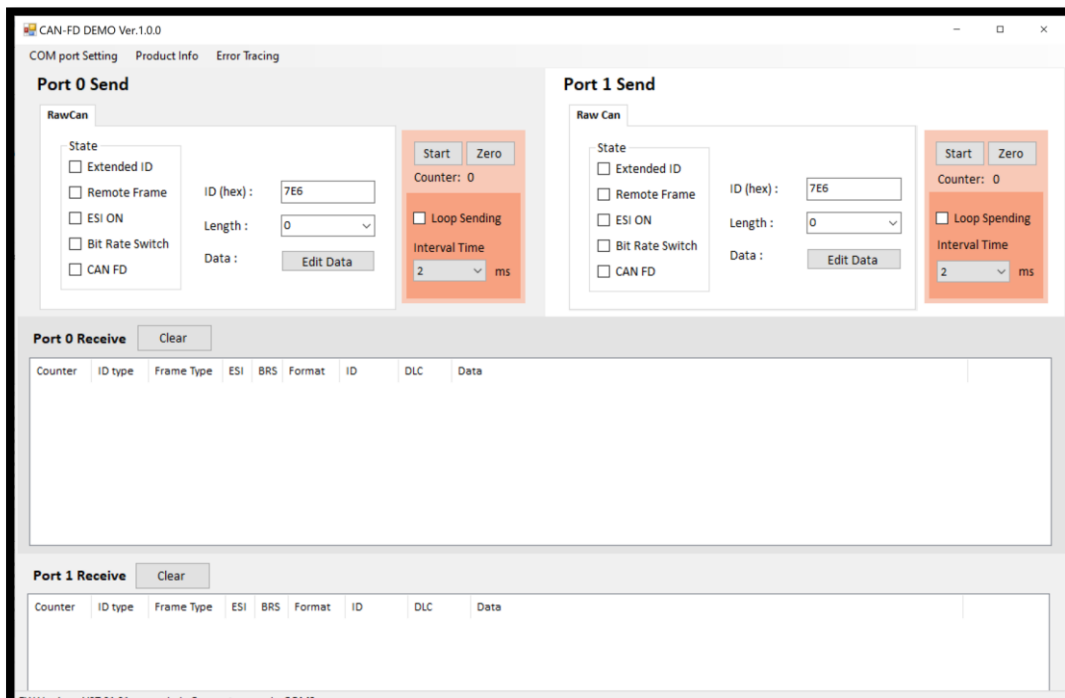 CAN-FD DEMO Ver.1.0.0
COM port Setting Product Info Error Tracing
Port 0 Send
RawCan
State
Extended ID
Remote Frame
ESI ON
Bit Rate Switch
CAN FD
ID (hex) : 7E6
Length : 0
Data : Edit Data
Start Zero
Counter: 0
Loop Sending
Interval Time
2 ms
Port 1 Send
Raw Can
State
Extended ID
Remote Frame
ESI ON
Bit Rate Switch
CAN FD
ID (hex) : 7E6
Length : 0
Data : Edit Data
Start Zero
Counter: 0
Loop Spending
Interval Time
2 ms
Port 0 Receive Clear
Counter ID type Frame Type ESI BRS Format ID DLC Data
Port 1 Receive Clear
Counter ID type Frame Type ESI BRS Format ID DLC Data